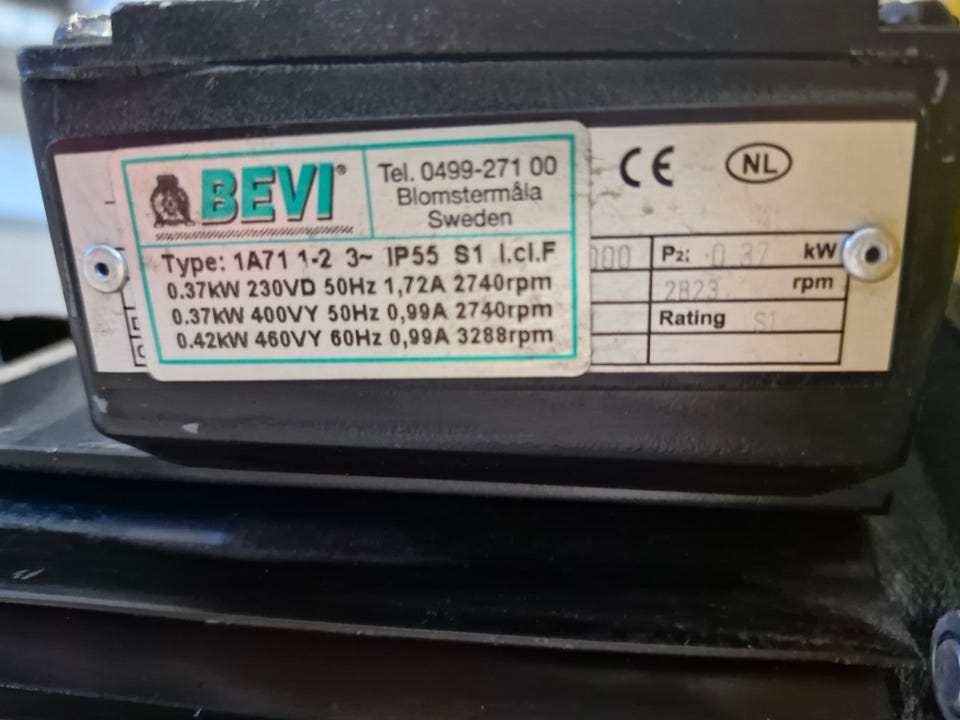 BEVI®
Tel. 0499-271 00
Blomstermåla
Sweden
Type: 1A71 1-2 3~ IP55 S1 I.cl.F
0.37kW 230VD 50Hz 1,72A 2740rpm
0.37kW 400VY 50Hz 0,99A 2740rpm
0.42kW 460VY 60Hz 0,99A 3288rpm
CE NL
000 P2: 0.37 kW
2823 rpm
Rating S1